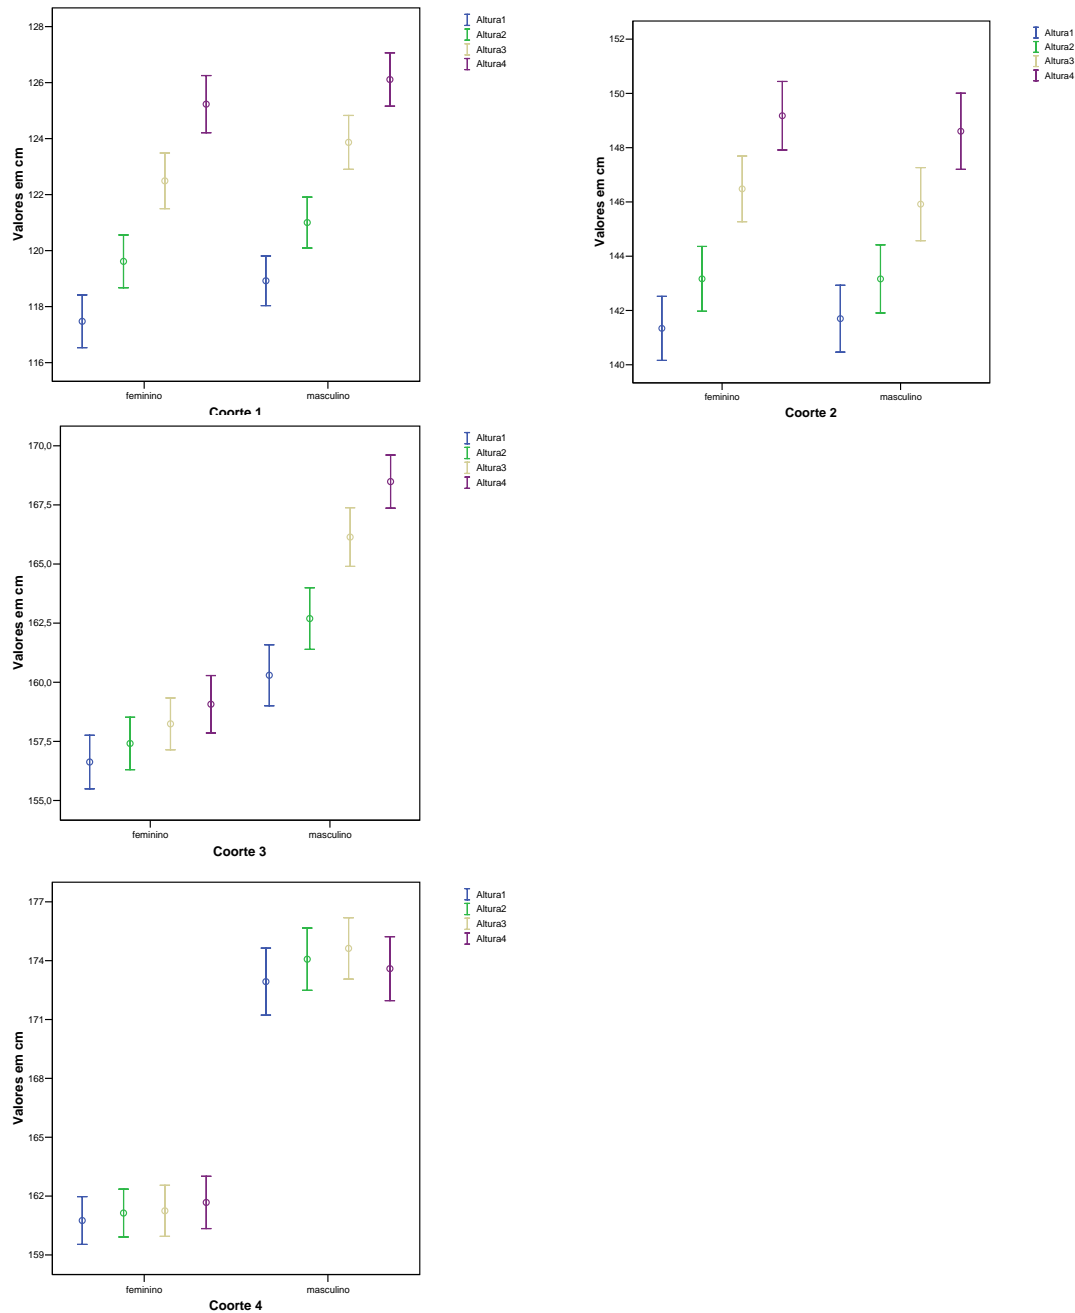 Valores em cm
128
126
124
122
120
118
116
feminino
masculino
Coorte 1
Altura1
Altura2
Altura3
Altura4
Valores em cm
152
150
148
146
144
142
140
feminino
masculino
Coorte 2
Altura1
Altura2
Altura3
Altura4
Valores em cm
170,0
167,5
165,0
162,5
160,0
157,5
155,0
feminino
masculino
Coorte 3
Altura1
Altura2
Altura3
Altura4
Valores em cm
177
174
171
168
165
162
159
feminino
masculino
Coorte 4
Altura1
Altura2
Altura3
Altura4